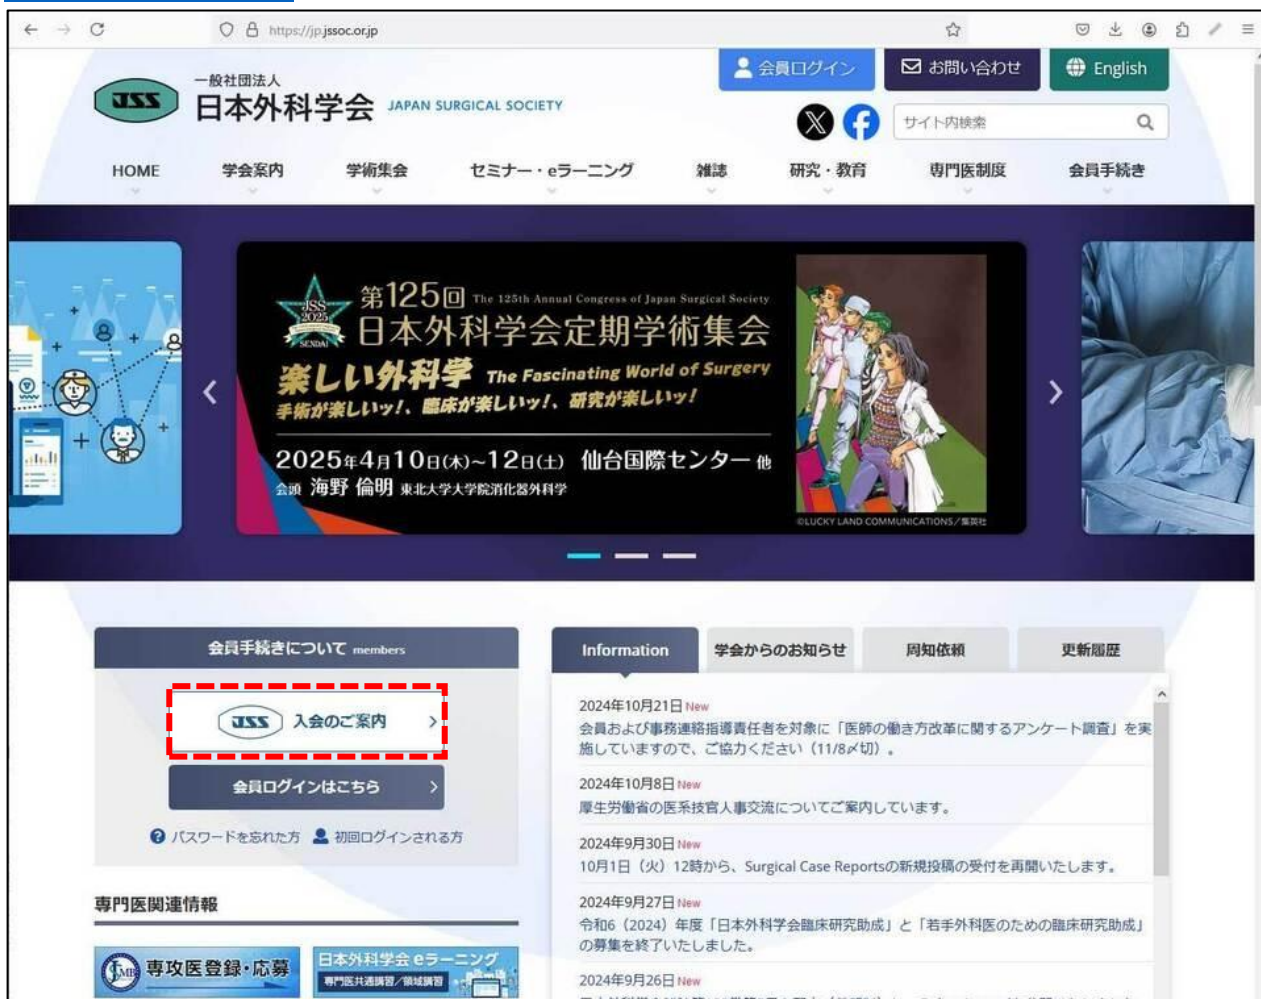 https://jp.jssoc.or.jp
会員ログイン
お問い合わせ
English
JSS
一般社団法人
日本外科学会 JAPAN SURGICAL SOCIETY
サイト内検索
HOME 学会案内 学術集会 セミナー・eラーニング 雑誌 研究・教育 専門医制度 会員手続き
JSS
2025
SENDAI
第125回 The 125th Annual Congress of Japan Surgical Society
日本外科学会定期学術集会
楽しい外科学 The Fascinating World of Surgery
手術が楽しいッ!、臨床が楽しいッ!、研究が楽しいッ!
2025年4月10日(木)~12日(土) 仙台国際センター 他
会頭 海野 倫明 東北大学大学院消化器外科学
©LUCKY LAND COMMUNICATIONS/集英社
会員手続きについて members
JSS 入会のご案内
会員ログインはこちら
パスワードを忘れた方 初回ログインされる方
専門医関連情報
専攻医登録・応募
日本外科学会 eラーニング
専門医共通講習/領域講習
Information 学会からのお知らせ 周知依頼 更新履歴
2024年10月21日 New
会員および事務連絡指導責任者を対象に「医師の働き方改革に関するアンケート調査」を実
施していますので、ご協力ください(11/8〆切)。
2024年10月8日 New
厚生労働省の医系技官人事交流についてご案内しています。
2024年9月30日 New
10月1日(火)12時から、Surgical Case Reportsの新規投稿の受付を再開いたします。
2024年9月27日 New
令和6(2024)年度「日本外科学会臨床研究助成」と「若手外科医のための臨床研究助成」
の募集を終了いたしました。
2024年9月26日 New